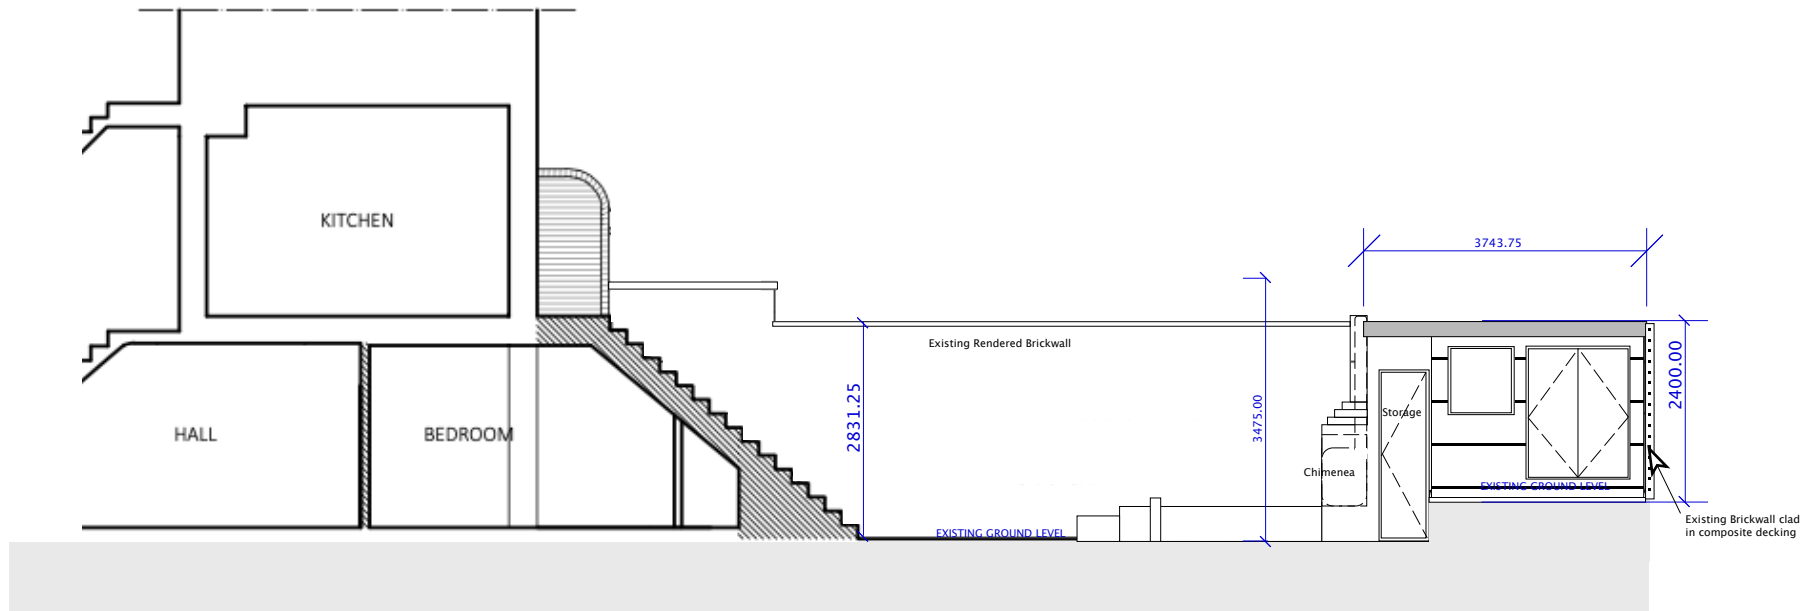 KITCHEN
3743.75
Existing Rendered Brickwall
2831.25
3475.00
2400.00
Storage
HALL
BEDROOM
Chimenea
EXISTING GROUND LEVEL
EXISTING GROUND LEVEL
Existing Brickwall clad
in composite decking